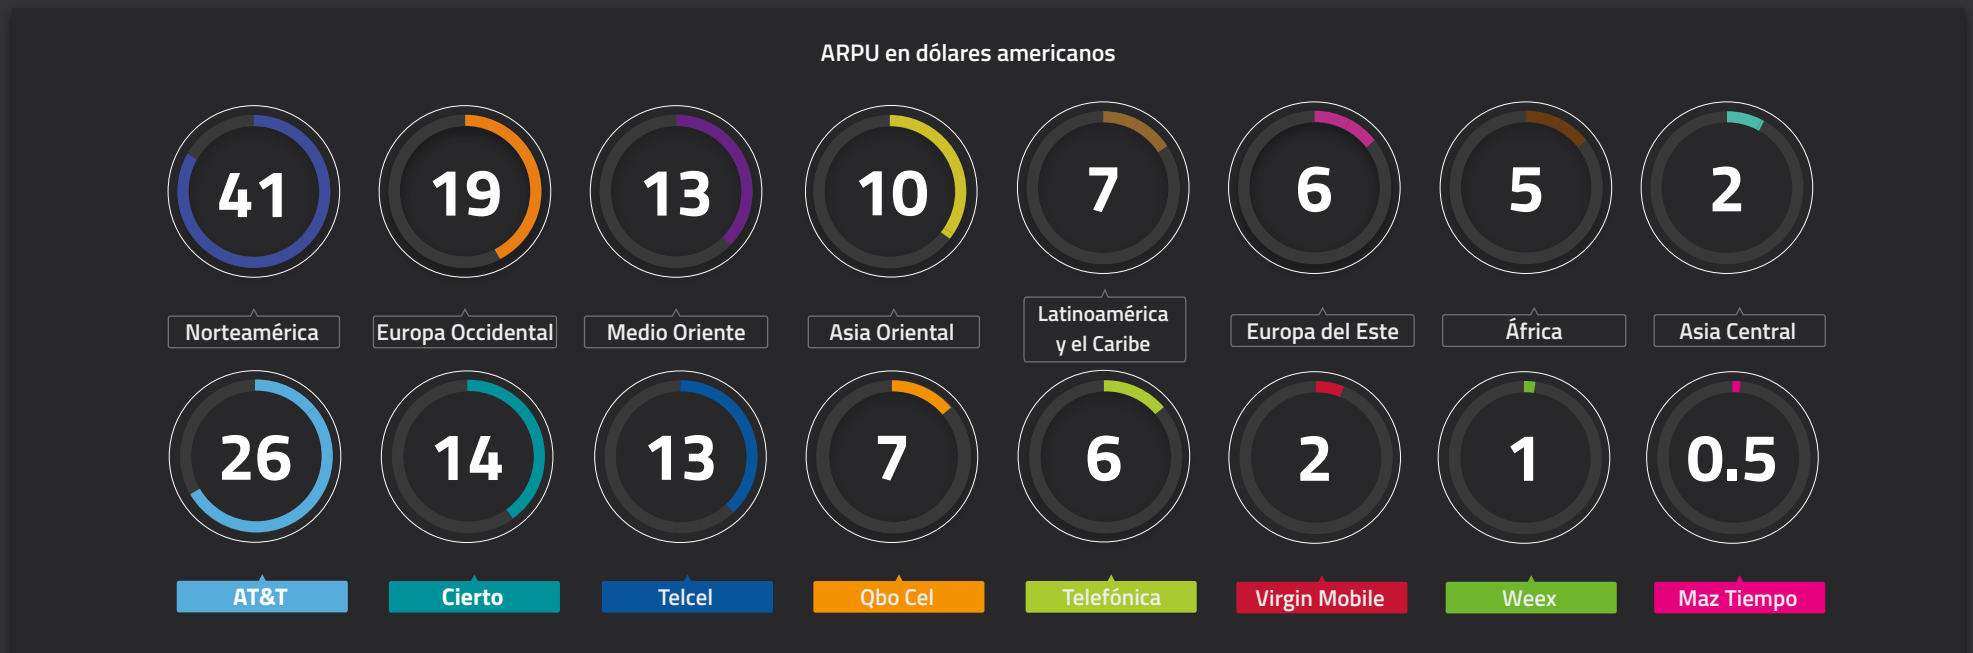 ARPU en dólares americanos
41 19 13 10 7 6 5 2
Norteamérica Europa Occidental Medio Oriente Asia Oriental Latinoamérica y el Caribe Europa del Este África Asia Central
26 14 13 7 6 2 1 0.5
AT&T Cierto Telcel Qbo Cel Telefónica Virgin Mobile Weex Maz Tiempo